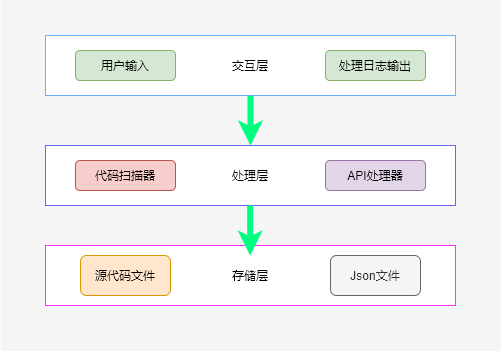 用户输入
交互层
处理日志输出
代码扫描器
处理层
API处理器
源代码文件
存储层
Json文件